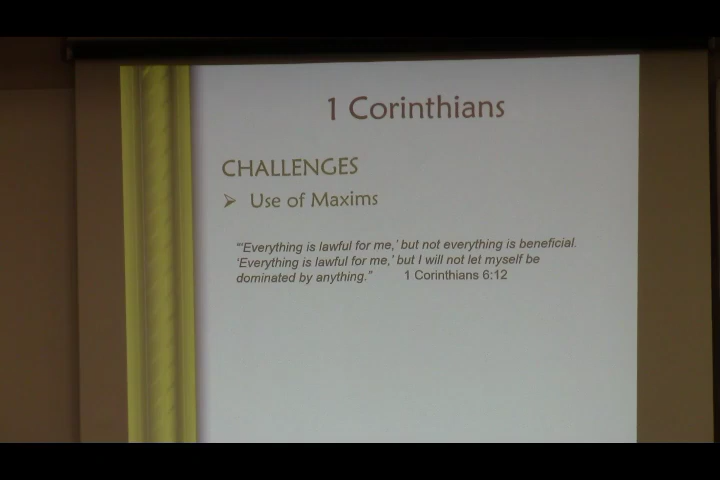 1 Corinthians
CHALLENGES
➢ Use of Maxims
“‘Everything is lawful for me,’ but not everything is beneficial.
‘Everything is lawful for me,’ but I will not let myself be
dominated by anything.” 1 Corinthians 6:12